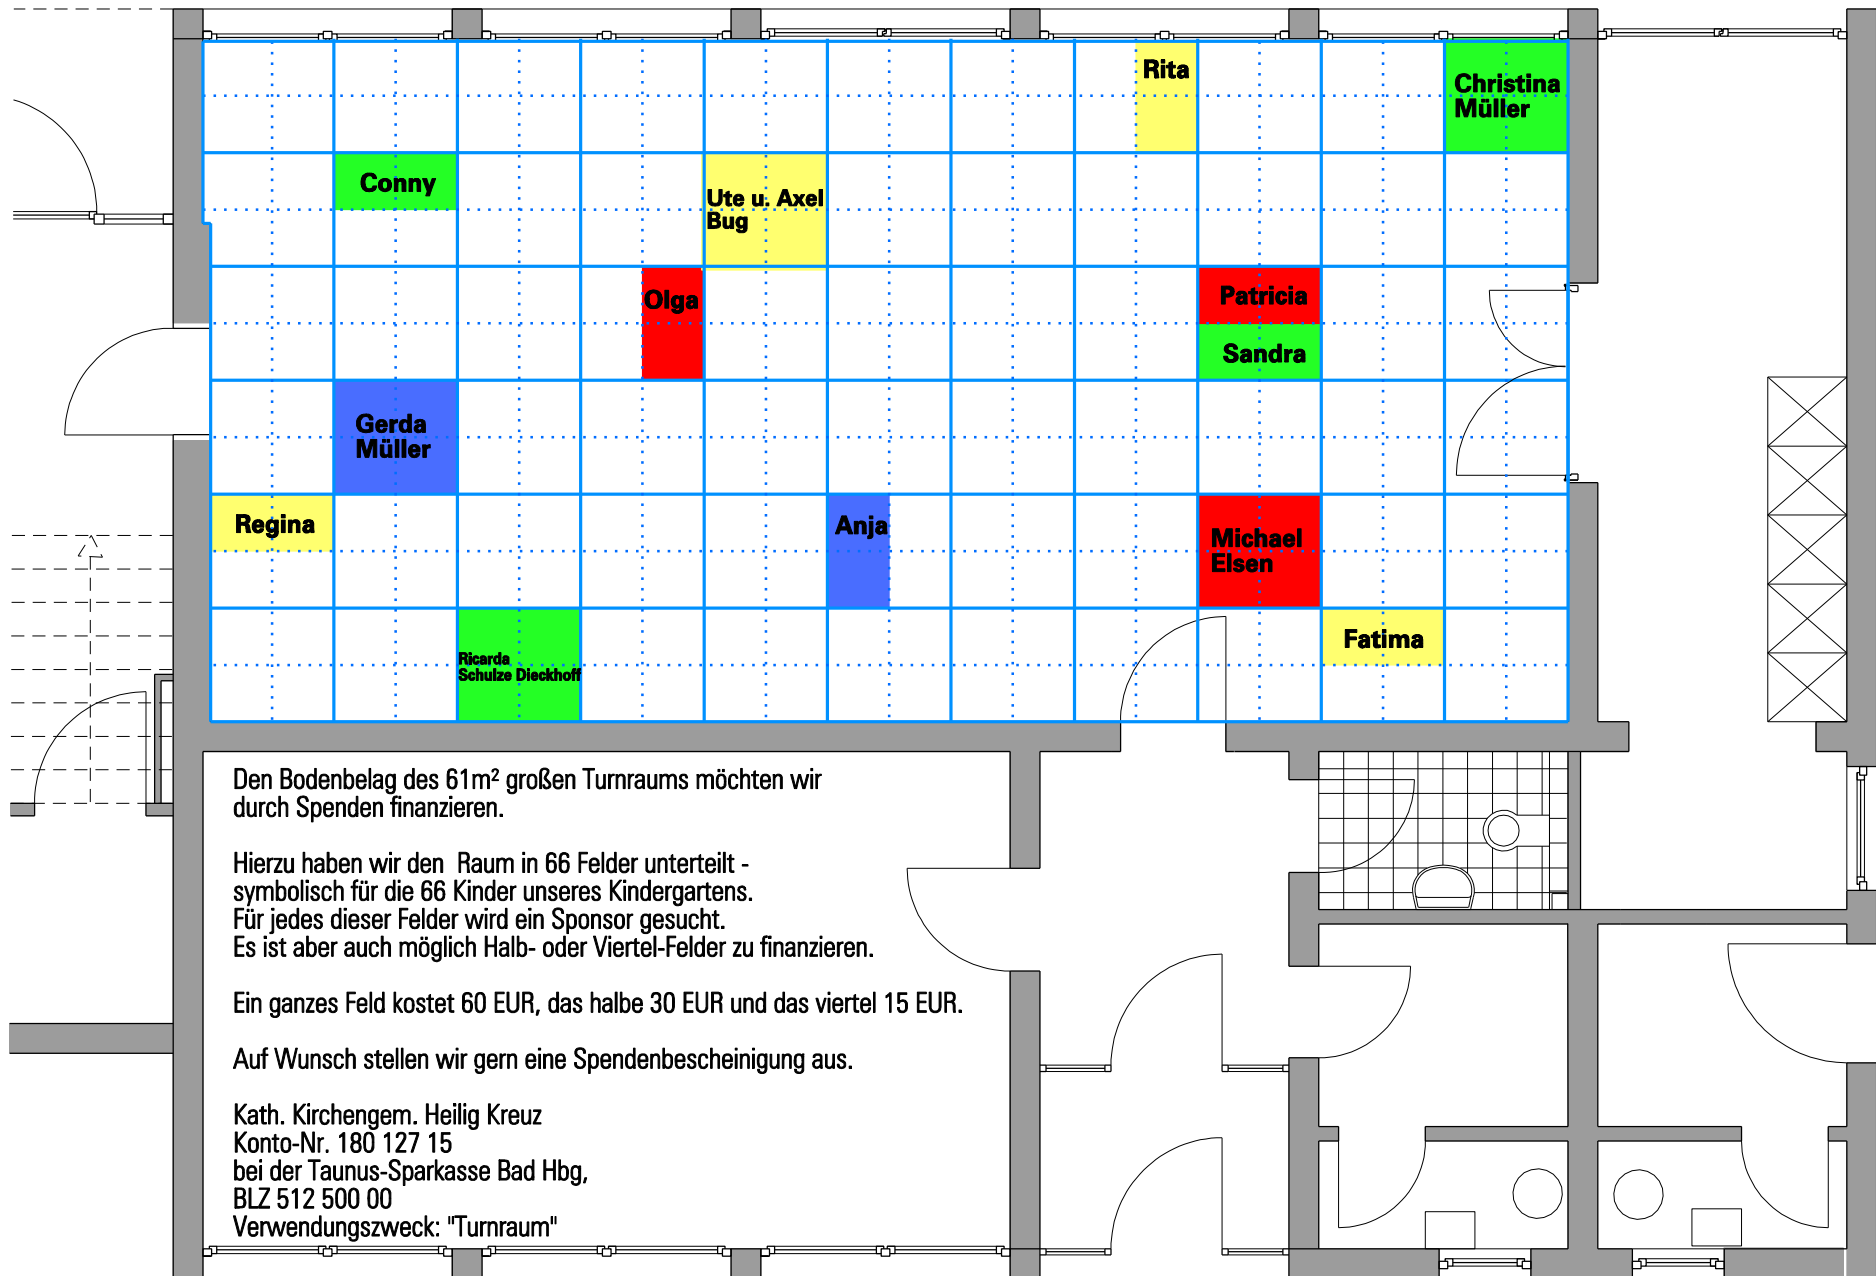 Rita
Christina
Müller
Conny
Ute u. Axel
Bug
Olga
Patricia
Sandra
Gerda
Müller
Regina
Anja
Michael
Elsen
Ricarda
Schulze Dieckhoff
Fatima
Den Bodenbelag des 61m² großen Turnraums möchten wir
durch Spenden finanzieren.
Hierzu haben wir den Raum in 66 Felder unterteilt -
symbolisch für die 66 Kinder unseres Kindergartens.
Für jedes dieser Felder wird ein Sponsor gesucht.
Es ist aber auch möglich Halb- oder Viertel-Felder zu finanzieren.
Ein ganzes Feld kostet 60 EUR, das halbe 30 EUR und das viertel 15 EUR.
Auf Wunsch stellen wir gern eine Spendenbescheinigung aus.
Kath. Kirchengem. Heilig Kreuz
Konto-Nr. 180 127 15
bei der Taunus-Sparkasse Bad Hbg,
BLZ 512 500 00
Verwendungszweck: "Turnraum"